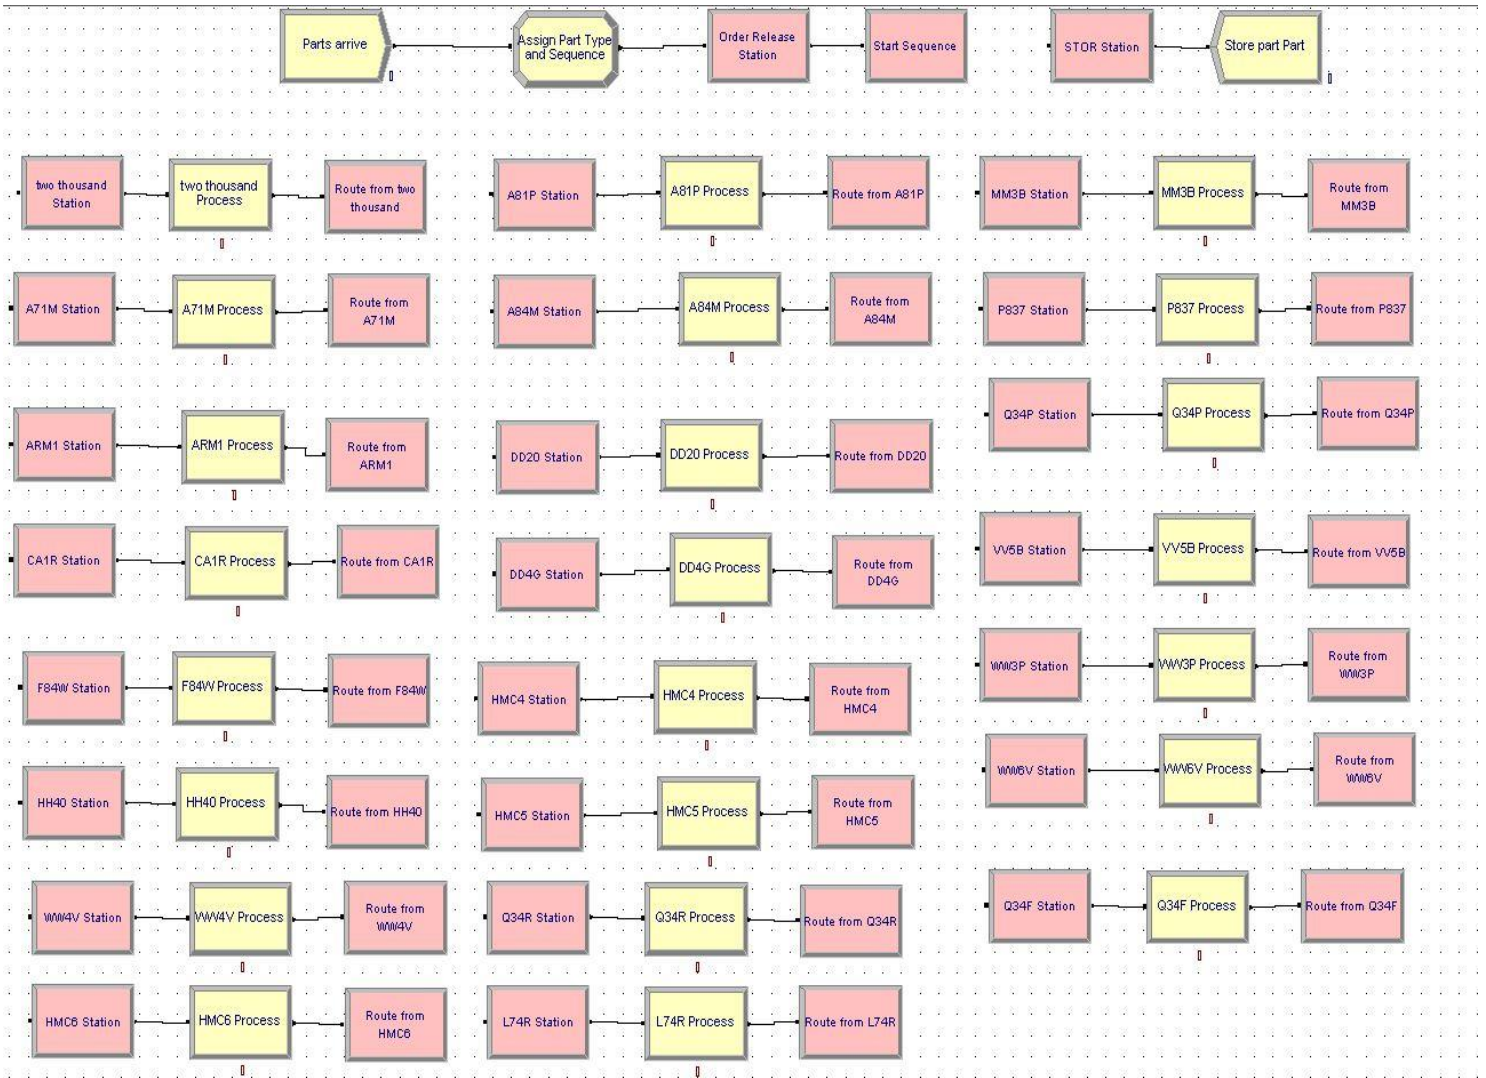 Parts arrive
Assign Part Type
and Sequence
Order Release
Station
Start Sequence
STOR Station
Store part Part
two thousand
Station
two thousand
Process
Route from two
thousand
A81P Station
A81P Process
Route from A81P
MM3B Station
MM3B Process
Route from
MM3B
A71M Station
A71M Process
Route from
A71M
A84M Station
A84M Process
Route from
A84M
P837 Station
P837 Process
Route from P837
Q34P Station
Q34P Process
Route from Q34P
ARM1 Station
ARM1 Process
Route from
ARM1
DD20 Station
DD20 Process
Route from DD20
CA1R Station
CA1R Process
Route from CA1R
DD4G Station
DD4G Process
Route from
DD4G
VV5B Station
VV5B Process
Route from VV5B
F84W Station
F84W Process
Route from F84W
HMC4 Station
HMC4 Process
Route from
HMC4
WW3P Station
WW3P Process
Route from
WW3P
HH40 Station
HH40 Process
Route from HH40
HMC5 Station
HMC5 Process
Route from
HMC5
WW6V Station
WW6V Process
Route from
WW6V
WW4V Station
WW4V Process
Route from
WW4V
Q34R Station
Q34R Process
Route from Q34R
Q34F Station
Q34F Process
Route from Q34F
HMC6 Station
HMC6 Process
Route from
HMC6
L74R Station
L74R Process
Route from L74R